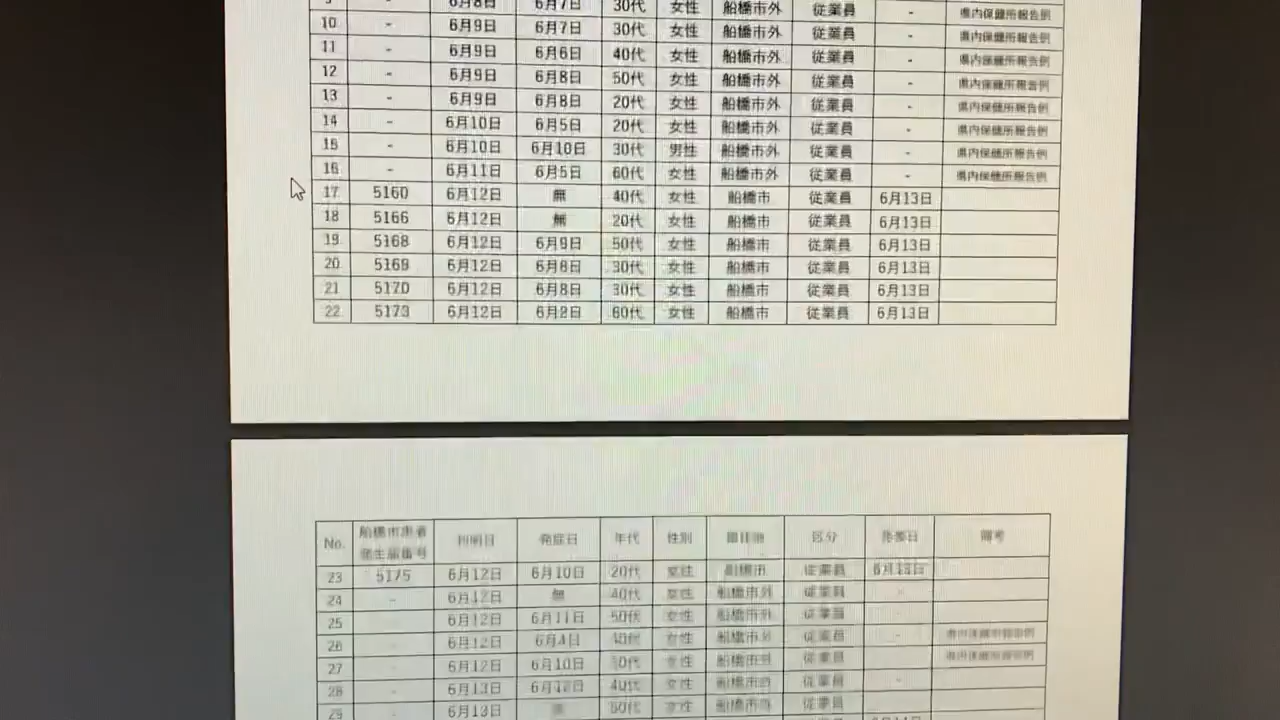 9 - 6月8日 6月7日 30代 女性 船橋市外 従業員 - 県内保健所報告例
10 - 6月9日 6月7日 30代 女性 船橋市外 従業員 - 県内保健所報告例
11 - 6月9日 6月6日 40代 女性 船橋市外 従業員 - 県内保健所報告例
12 - 6月9日 6月8日 50代 女性 船橋市外 従業員 - 県内保健所報告例
13 - 6月9日 6月8日 20代 女性 船橋市外 従業員 - 県内保健所報告例
14 - 6月10日 6月5日 20代 女性 船橋市外 従業員 - 県内保健所報告例
15 - 6月10日 6月10日 30代 男性 船橋市外 従業員 - 県内保健所報告例
16 - 6月11日 6月5日 60代 女性 船橋市外 従業員 - 県内保健所報告例
17 5160 6月12日 無 40代 女性 船橋市 従業員 6月13日
18 5166 6月12日 無 20代 女性 船橋市 従業員 6月13日
19 5168 6月12日 6月9日 50代 女性 船橋市 従業員 6月13日
20 5169 6月12日 6月8日 30代 女性 船橋市 従業員 6月13日
21 5170 6月12日 6月8日 30代 女性 船橋市 従業員 6月13日
22 5173 6月12日 女性 船橋市 従業員 6月13日
No. 船橋市患者発生届番号 判明日 発症日 年代 性別 居住地 区分 発表日 備考
23 5175 6月12日 6月10日 20代 女性 船橋市 従業員 6月13日
24 - 6月12日 無 40代 女性 船橋市外 従業員 -
25 6月12日 6月11日 50代 女性 船橋市外 従業員
26 - 6月12日 6月4日 女性 船橋市外 従業員 - 県内保健所報告例
27 6月12日 6月10日 女性 船橋市外 従業員 県内保健所報告例
28 - 6月13日 40代 女性 船橋市外 従業員 -
29 6月13日 女性 船橋市外 従業員